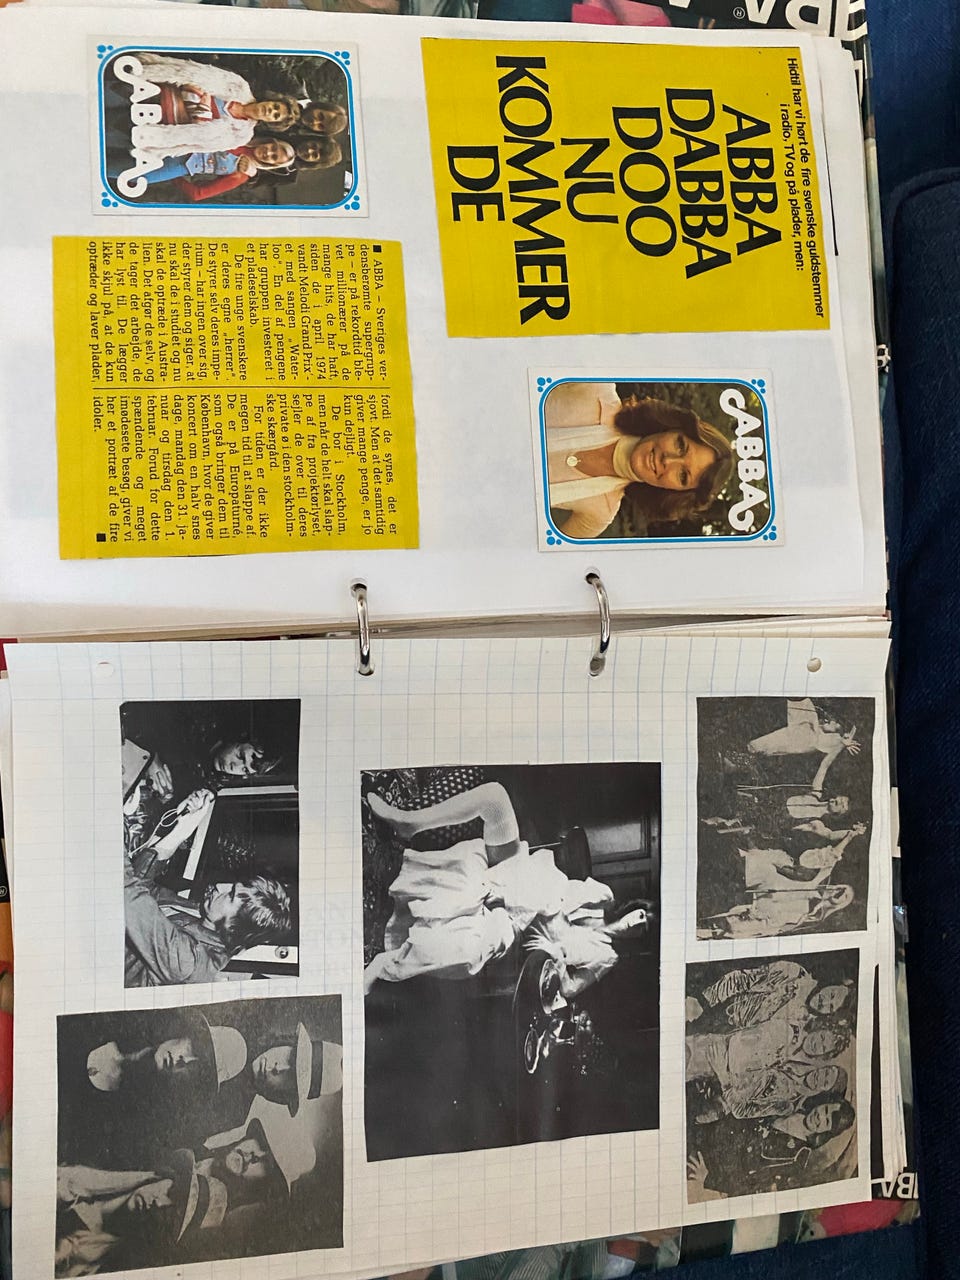 Hidtil har vi hørt de fire svenske guldstemmer
i radio, TV og på plader, men:
ABBA
DABBA
DOO
NU
KOMMER
DE
ABBA
ABBA
■ ABBA – Sveriges ver-
densberømte supergrup-
pe – er på rekordtid ble-
vet millionærer på de
mange hits, de har haft,
siden de i april 1974
vandt Melodi Grand Prix'-
et med sangen „Water-
loo“. En del af pengene
har gruppen investeret i
et pladeselskab.
De fire unge svenskere
er deres egne „herrer“.
De styrer selv deres impe-
rium – har ingen over sig,
der styrer dem og siger, at
nu skal de i studiet og nu
skal de optræde i Austra-
lien. Det afgør de selv, og
de tager det arbejde, de
har lyst til. De lægger
ikke skjul på, at de kun
optræder og laver plader,
fordi de synes, det er
sjovt. Men at det samtidig
giver mange penge, er jo
kun dejligt.
De bor i Stockholm,
men når de helt skal slap-
pe af fra projektørlyset,
sejler de over til deres
private ø i den stockholm-
ske skærgård.
For tiden er der ikke
megen tid til at slappe af.
De er på Europaturné,
som også bringer dem til
København, hvor de giver
koncert om en halv snes
dage, mandag den 31. ja-
nuar og tirsdag den 1.
februar. Forud for dette
spændende og meget
imødesete besøg, giver vi
her et portræt af de fire
idoler. ■